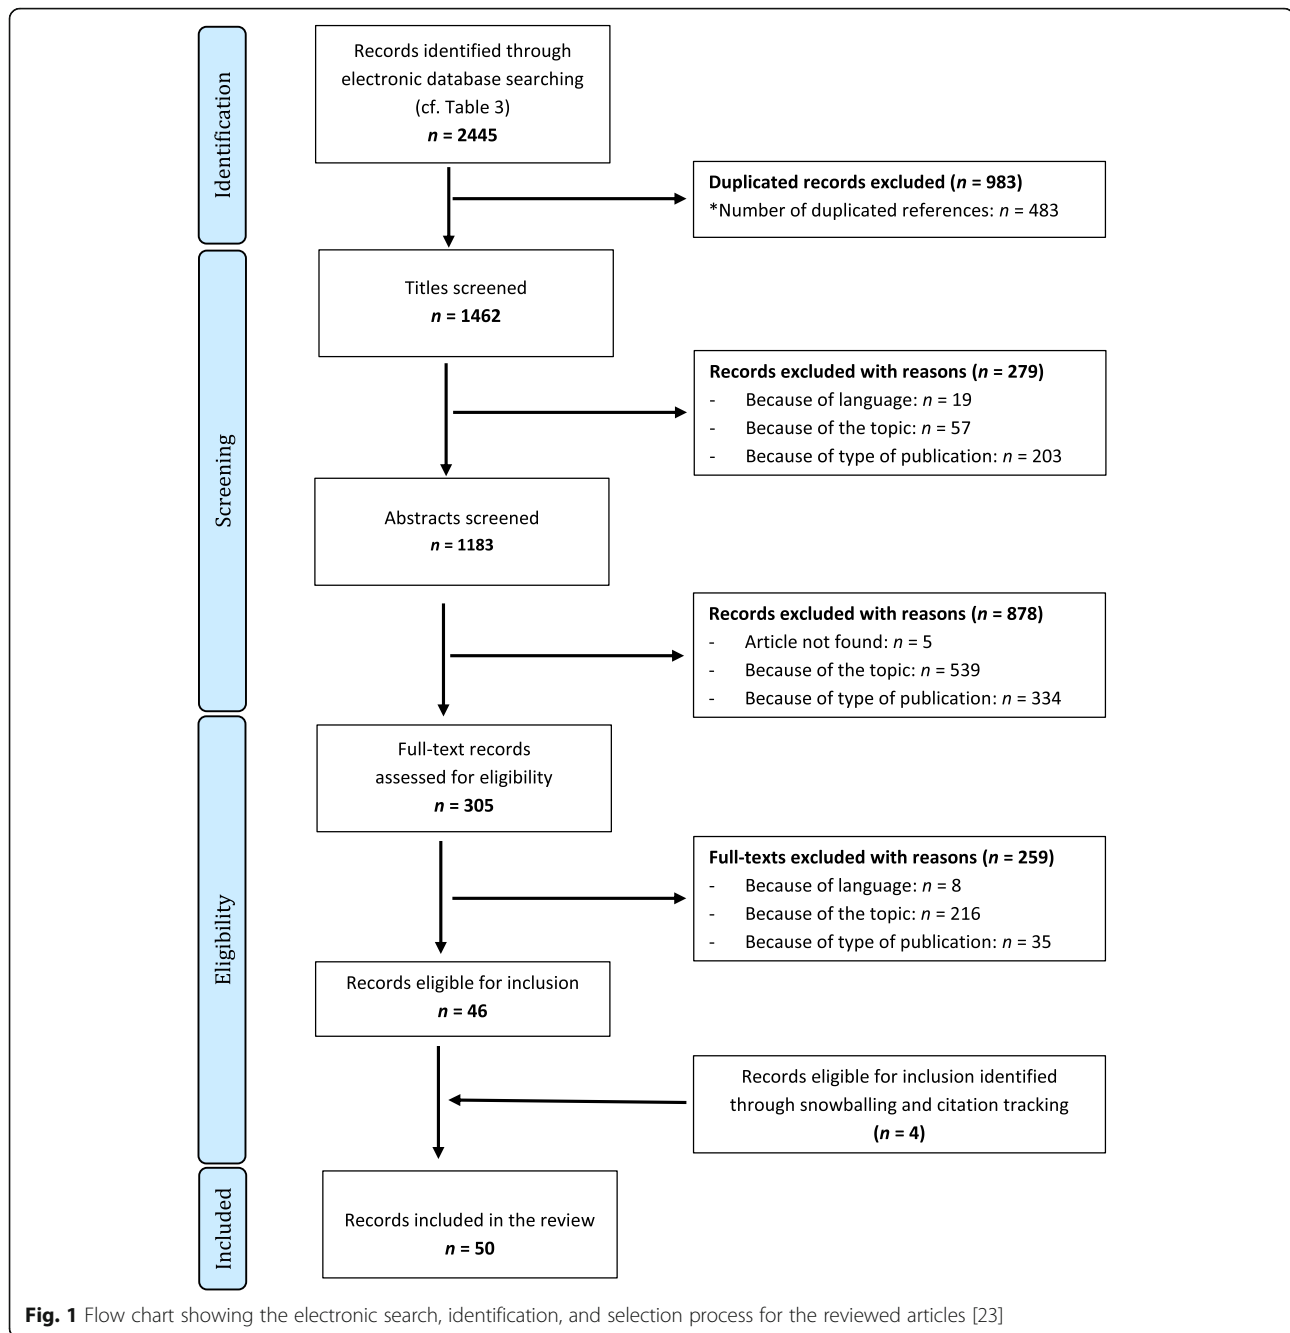 Identification
Records identified through
electronic database searching
(cf. Table 3)
n = 2445
Duplicated records excluded (n = 983)
*Number of duplicated references: n = 483
Screening
Titles screened
n = 1462
Records excluded with reasons (n = 279)
- Because of language: n = 19
- Because of the topic: n = 57
- Because of type of publication: n = 203
Abstracts screened
n = 1183
Records excluded with reasons (n = 878)
- Article not found: n = 5
- Because of the topic: n = 539
- Because of type of publication: n = 334
Eligibility
Full-text records
assessed for eligibility
n = 305
Full-texts excluded with reasons (n = 259)
- Because of language: n = 8
- Because of the topic: n = 216
- Because of type of publication: n = 35
Records eligible for inclusion
n = 46
Records eligible for inclusion identified
through snowballing and citation tracking
(n = 4)
Included
Records included in the review
n = 50
Fig. 1 Flow chart showing the electronic search, identification, and selection process for the reviewed articles [23]